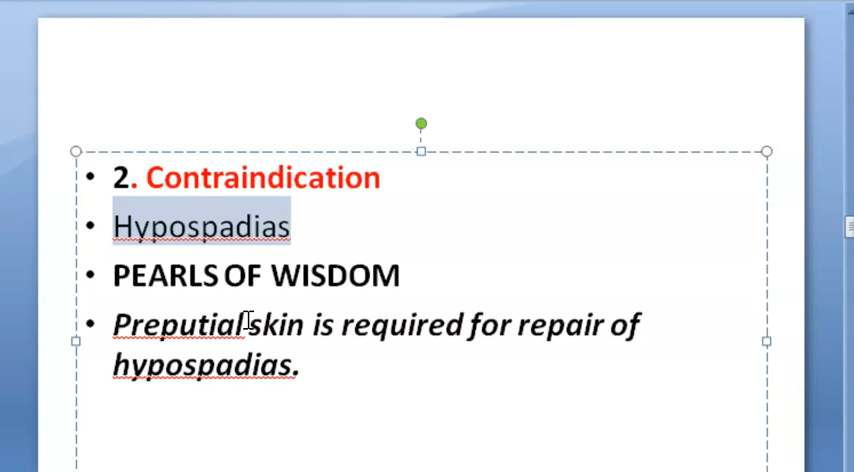 • 2. Contraindication
• Hypospadias
• PEARLS OF WISDOM
• Preputial skin is required for repair of
hypospadias.